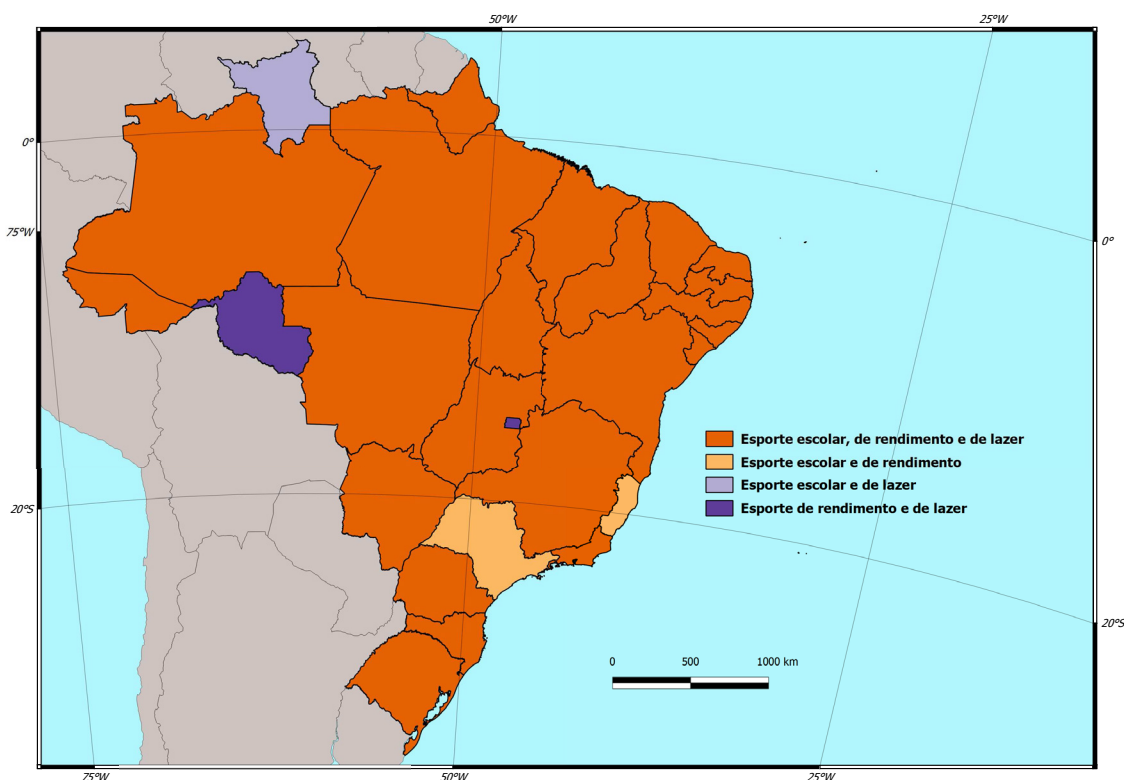 50°W
25°W
0°
75°W
0°
Esporte escolar, de rendimento e de lazer
Esporte escolar e de rendimento
Esporte escolar e de lazer
Esporte de rendimento e de lazer
20°S
20°S
0 500 1000 km
75°W
50°W
25°W